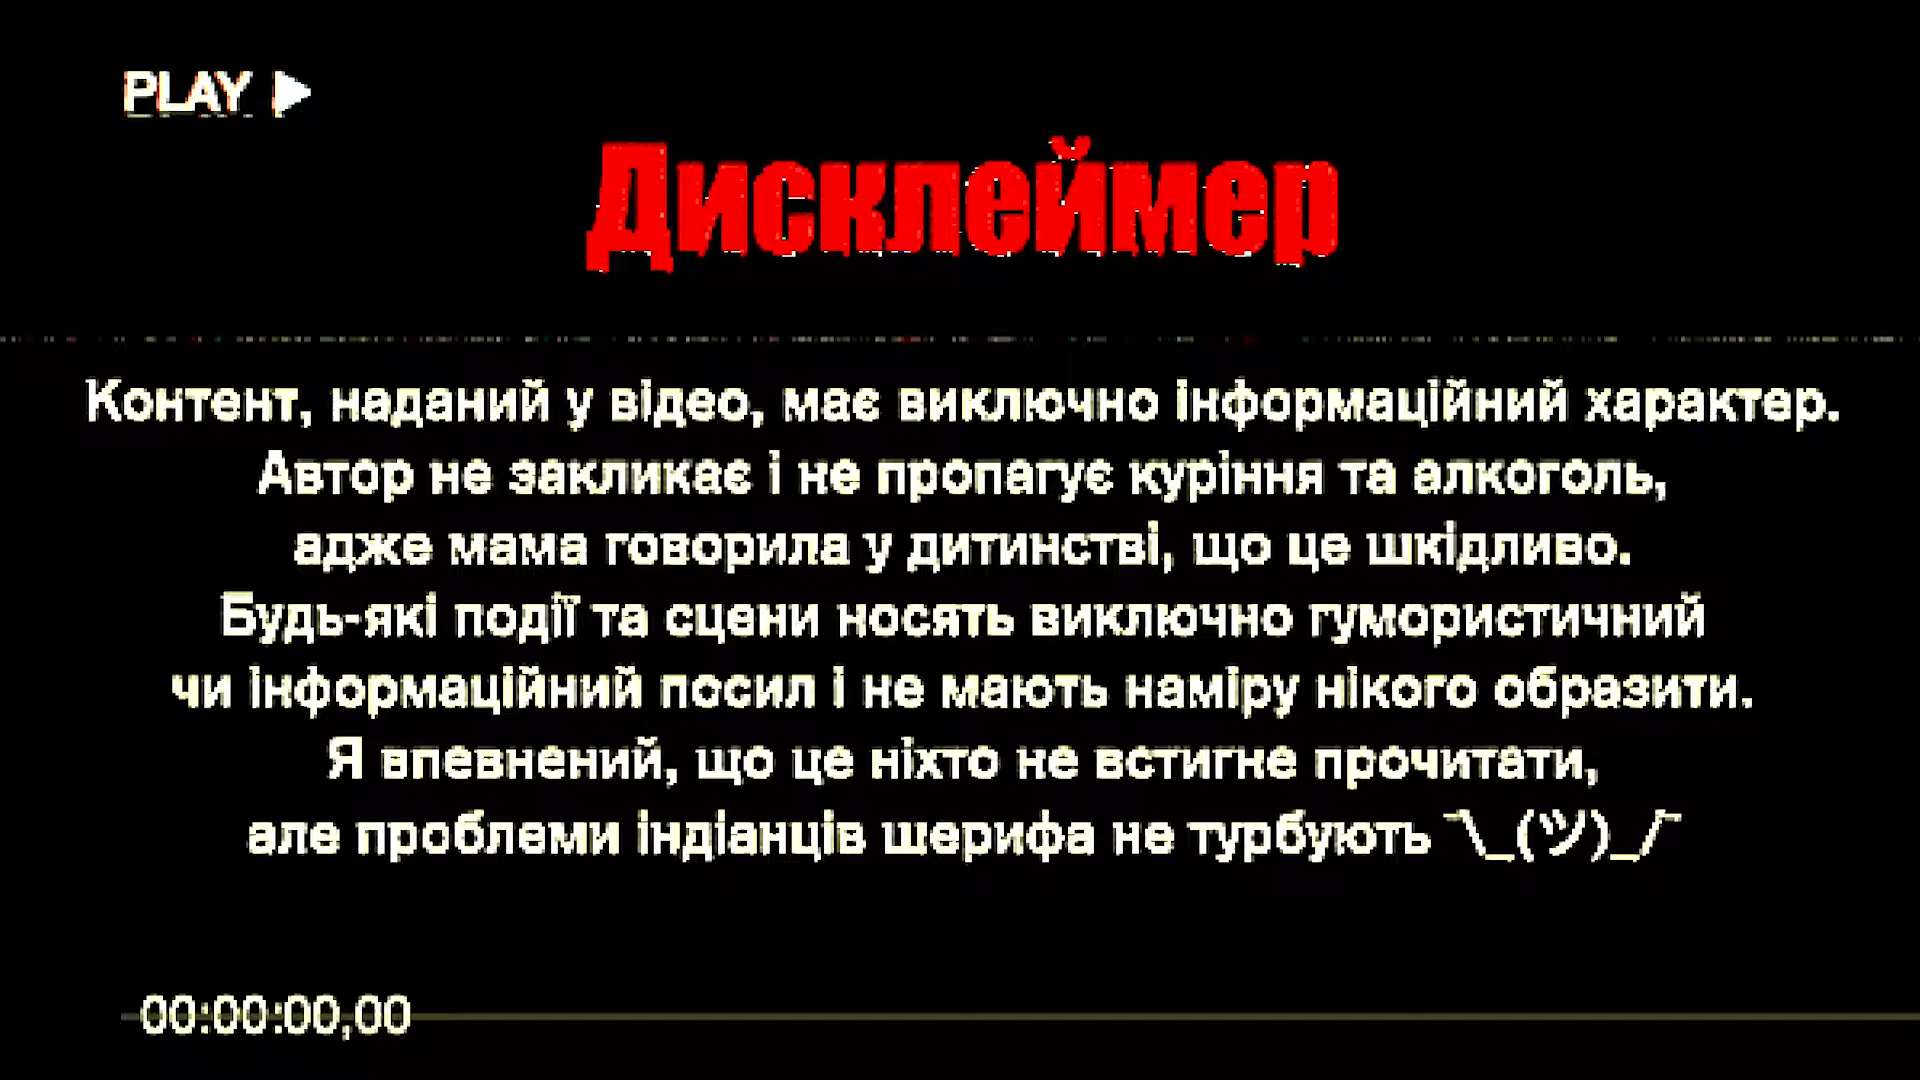 PLAY ▶
Дисклеймер
Контент, наданий у відео, має виключно інформаційний характер.
Автор не закликає і не пропагує куріння та алкоголь,
адже мама говорила у дитинстві, що це шкідливо.
Будь-які події та сцени носять виключно гумористичний
чи інформаційний посил і не мають наміру нікого образити.
Я впевнений, що це ніхто не встигне прочитати,
але проблеми індіанців шерифа не турбують ¯\_(ツ)_/¯
00:00:00,00